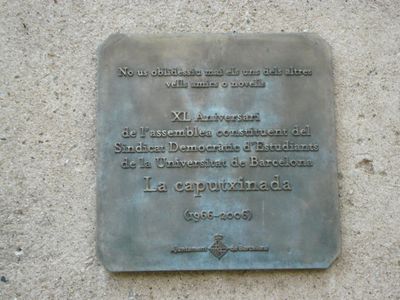 No us oblidessiu mai els uns dels altres
vells amics o novells
XL Aniversari
de l'assemblea constituent del
Sindicat Democràtic d'Estudiants
de la Universitat de Barcelona
La caputxinada
(1966-2006)
Ajuntament de Barcelona